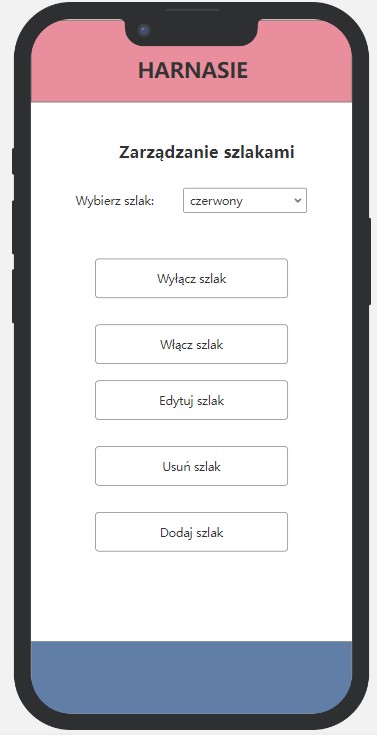 HARNASIE
Zarządzanie szlakami
Wybierz szlak: czerwony
Wyłącz szlak
Włącz szlak
Edytuj szlak
Usuń szlak
Dodaj szlak